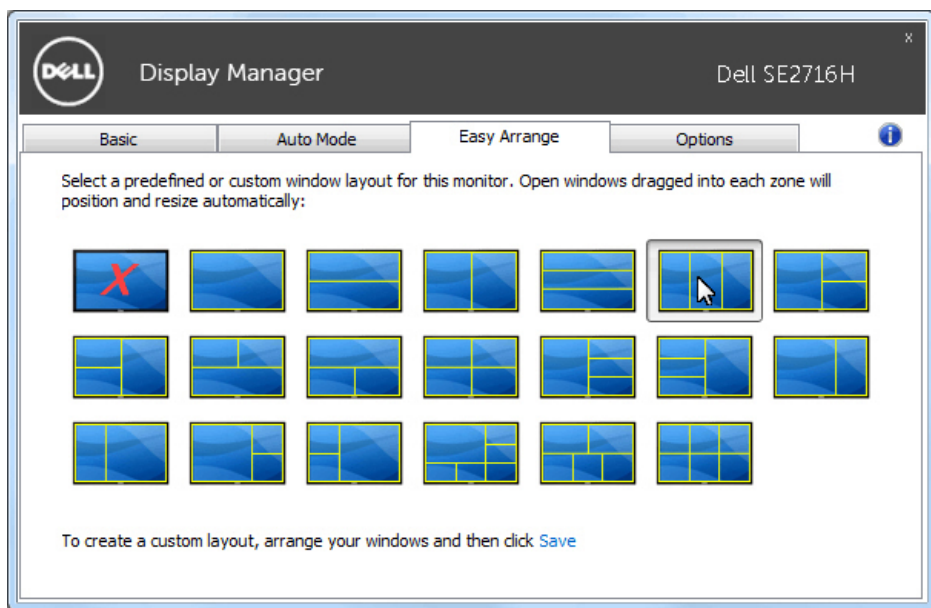 DELL
Display Manager
Dell SE2716H
x
Basic
Auto Mode
Easy Arrange
Options
Select a predefined or custom window layout for this monitor. Open windows dragged into each zone will
position and resize automatically:
X
To create a custom layout, arrange your windows and then click Save